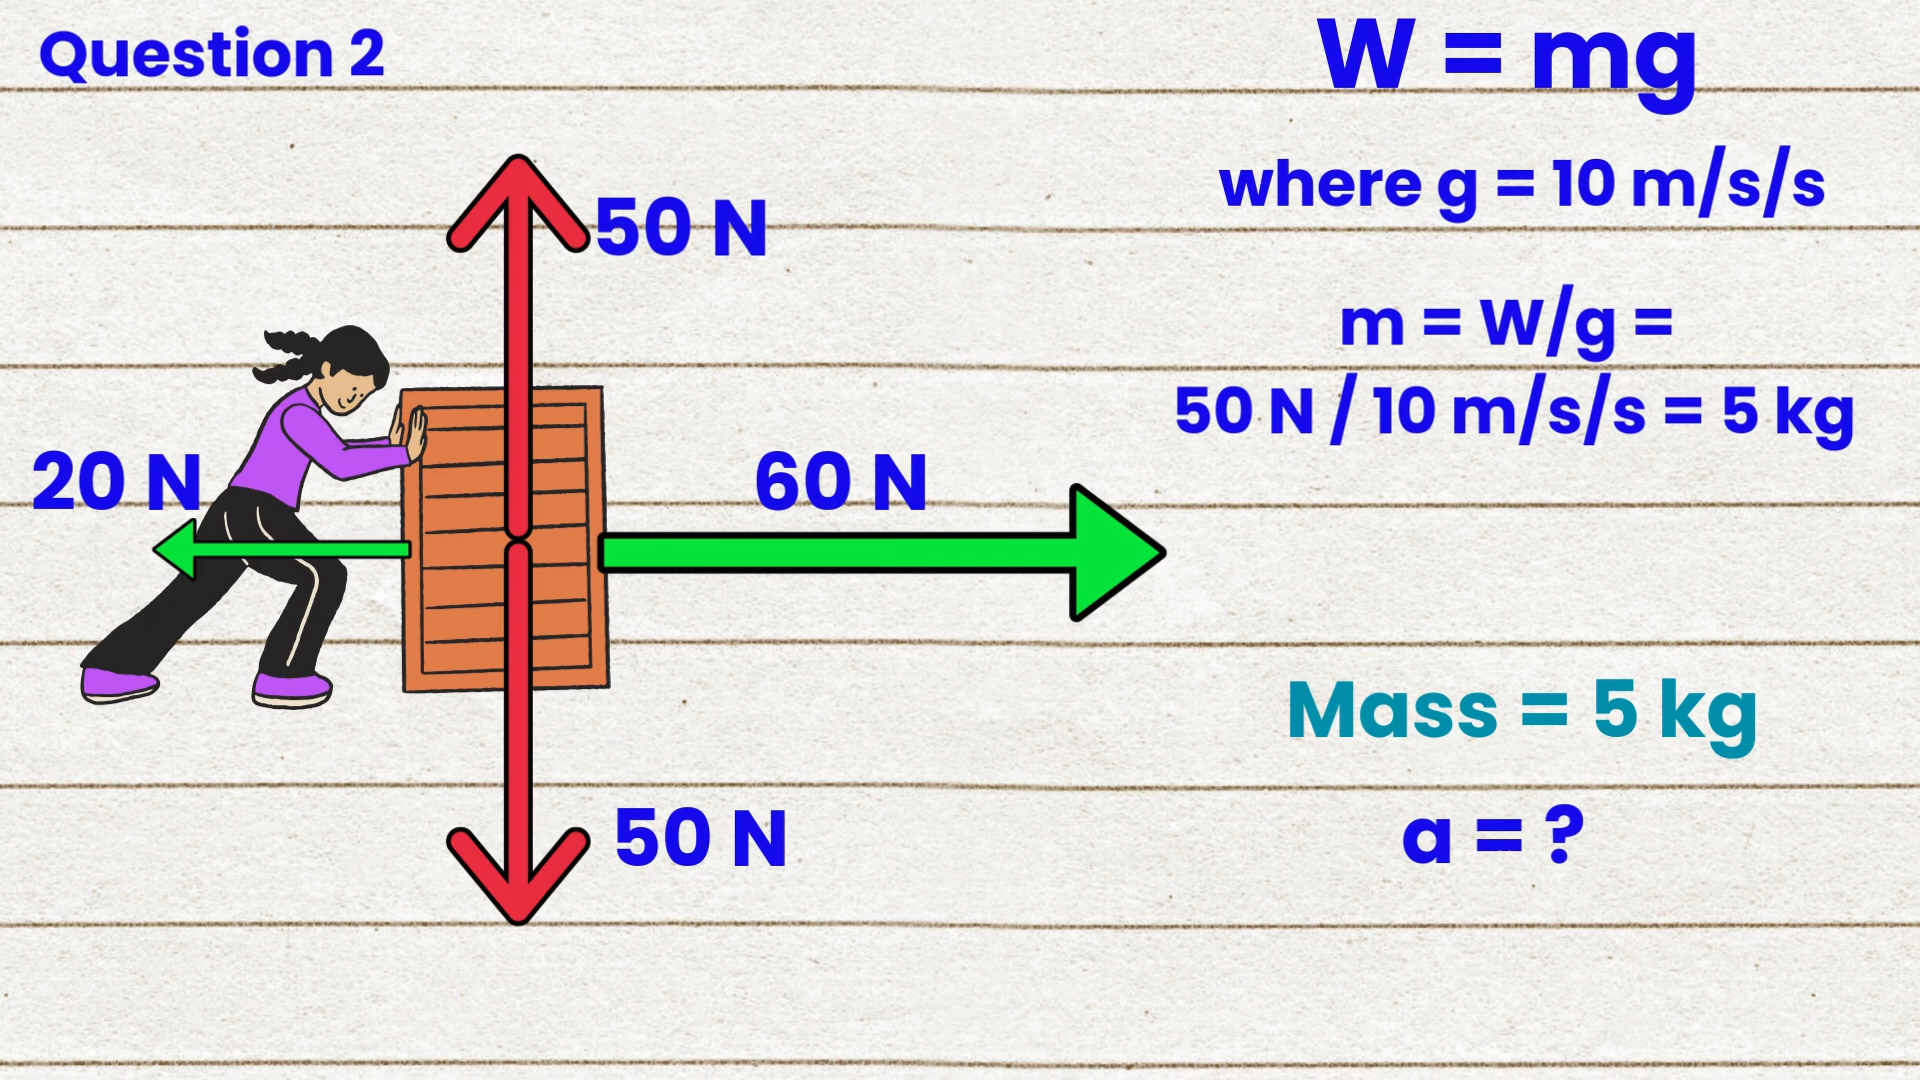 Question 2
W = mg
where g = 10 m/s/s
50 N
m = W/g =
50 N / 10 m/s/s = 5 kg
20 N
60 N
Mass = 5 kg
50 N
a = ?